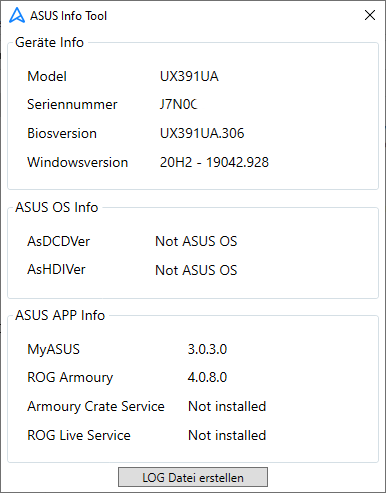 ASUS Info Tool
Geräte Info
Model UX391UA
Seriennummer J7N0C
Biosversion UX391UA.306
Windowsversion 20H2 - 19042.928
ASUS OS Info
AsDCDVer Not ASUS OS
AsHDIVer Not ASUS OS
ASUS APP Info
MyASUS 3.0.3.0
ROG Armoury 4.0.8.0
Armoury Crate Service Not installed
ROG Live Service Not installed
LOG Datei erstellen